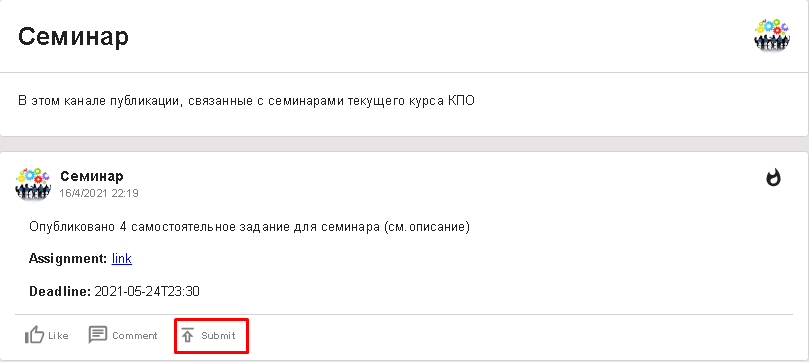 Семинар
В этом канале публикации, связанные с семинарами текущего курса КПО
Семинар
16/4/2021 22:19
Опубликовано 4 самостоятельное задание для семинара (см.описание)
Assignment: link
Deadline: 2021-05-24T23:30
Like Comment Submit